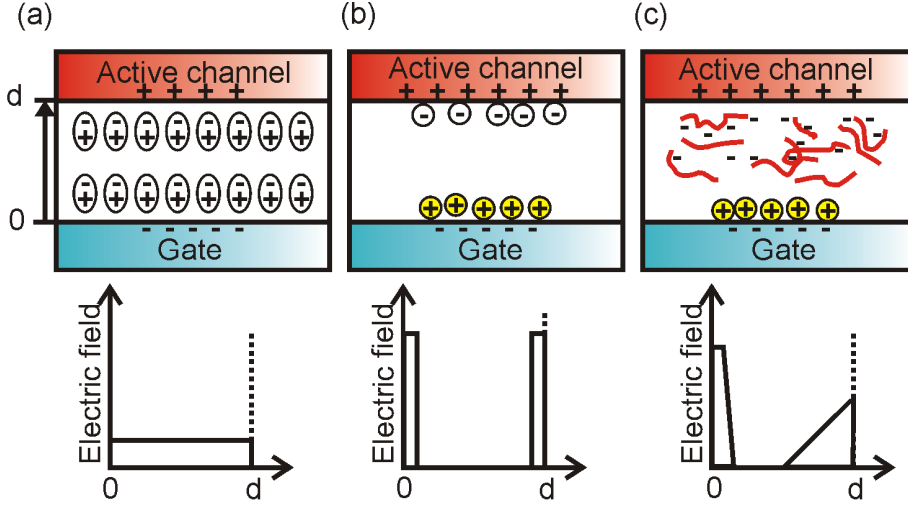 (a)
(b)
(c)
Active channel
+ + + +
Active channel
+ + + + + +
Active channel
+ + + + + +
d
0
- - - - -
Gate
- - - - -
Gate
- - - - -
Gate
Electric field
0
d
Electric field
0
d
Electric field
0
d